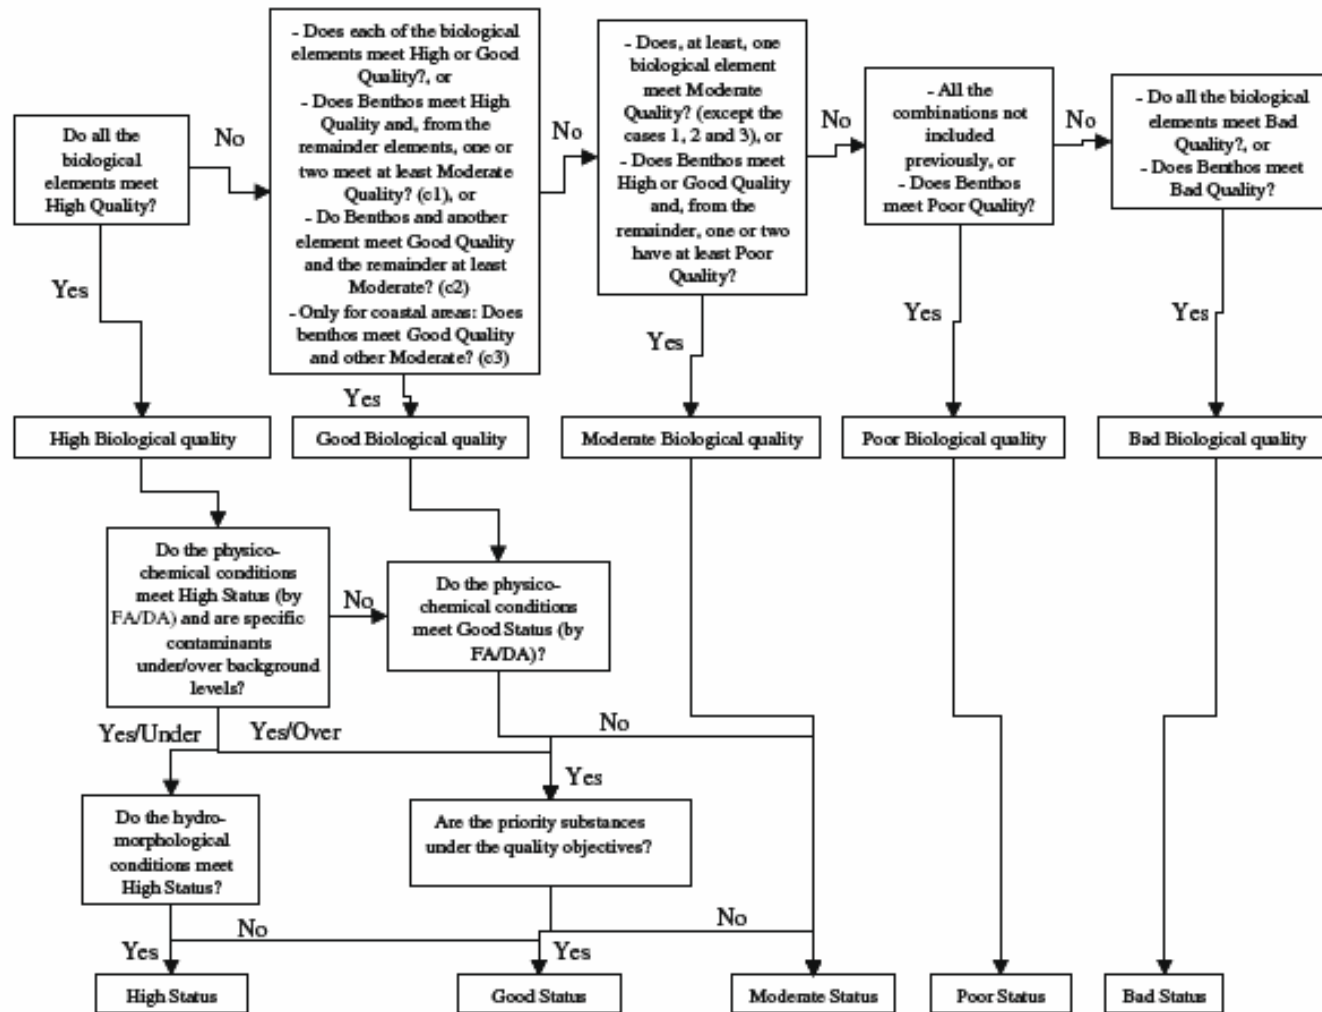 Do all the
biological
elements meet
High Quality?
No
- Does each of the biological
elements meet High or Good
Quality?, or
- Does Benthos meet High
Quality and, from the
remainder elements, one or
two meet at least Moderate
Quality? (c1), or
- Do Benthos and another
element meet Good Quality
and the remainder at least
Moderate? (c2)
- Only for coastal areas: Does
benthos meet Good Quality
and other Moderate? (c3)
No
- Does, at least, one
biological element
meet Moderate
Quality? (except the
cases 1, 2 and 3), or
- Does Benthos meet
High or Good Quality
and, from the
remainder, one or two
have at least Poor
Quality?
No
- All the
combinations not
included
previously, or
- Does Benthos
meet Poor Quality?
No
- Do all the biological
elements meet Bad
Quality?, or
- Does Benthos meet
Bad Quality?
Yes
Yes
Yes
Yes
Yes
High Biological quality
Good Biological quality
Moderate Biological quality
Poor Biological quality
Bad Biological quality
Do the physico-
chemical conditions
meet High Status (by
FA/DA) and are specific
contaminants
under/over background
levels?
No
Do the physico-
chemical conditions
meet Good Status (by
FA/DA)?
Yes/Under
Yes/Over
No
Yes
Do the hydro-
morphological
conditions meet
High Status?
Are the priority substances
under the quality objectives?
No
No
Yes
Yes
High Status
Good Status
Moderate Status
Poor Status
Bad Status